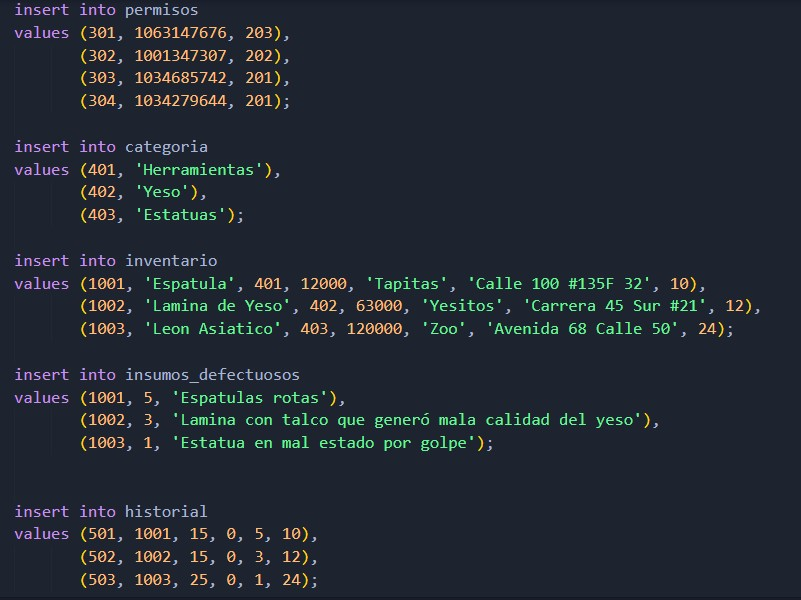 insert into permisos
values (301, 1063147676, 203),
(302, 1001347307, 202),
(303, 1034685742, 201),
(304, 1034279644, 201);
insert into categoria
values (401, 'Herramientas'),
(402, 'Yeso'),
(403, 'Estatuas');
insert into inventario
values (1001, 'Espatula', 401, 12000, 'Tapitas', 'Calle 100 #135F 32', 10),
(1002, 'Lamina de Yeso', 402, 63000, 'Yesitos', 'Carrera 45 Sur #21', 12),
(1003, 'Leon Asiatico', 403, 120000, 'Zoo', 'Avenida 68 Calle 50', 24);
insert into insumos_defectuosos
values (1001, 5, 'Espatulas rotas'),
(1002, 3, 'Lamina con talco que generó mala calidad del yeso'),
(1003, 1, 'Estatua en mal estado por golpe');
insert into historial
values (501, 1001, 15, 0, 5, 10),
(502, 1002, 15, 0, 3, 12),
(503, 1003, 25, 0, 1, 24);